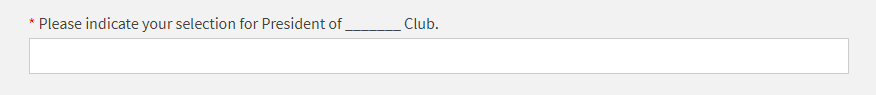 * Please indicate your selection for President of _______ Club.